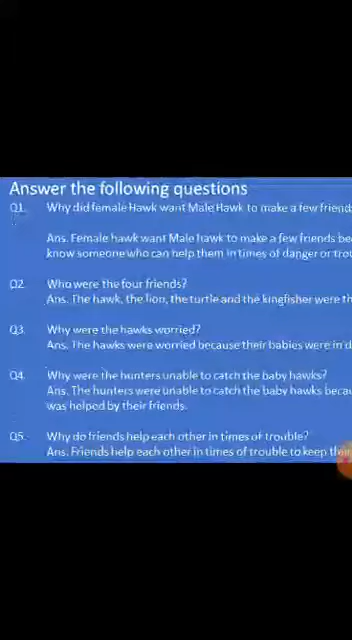 Answer the following questions
Q1. Why did female Hawk want Male Hawk to make a few friend
Ans. Female hawk want Male hawk to make a few friends be
know someone who can help them in times of danger or trou
Q2. Who were the four friends?
Ans. The hawk, the lion, the turtle and the kingfisher were th
Q3. Why were the hawks worried?
Ans. The hawks were worried because their babies were in d
Q4. Why were the hunters unable to catch the baby hawks?
Ans. The hunters were unable to catch the baby hawks becau
was helped by their friends.
Q5. Why do friends help each other in times of trouble?
Ans. Friends help each other in times of trouble to keep their